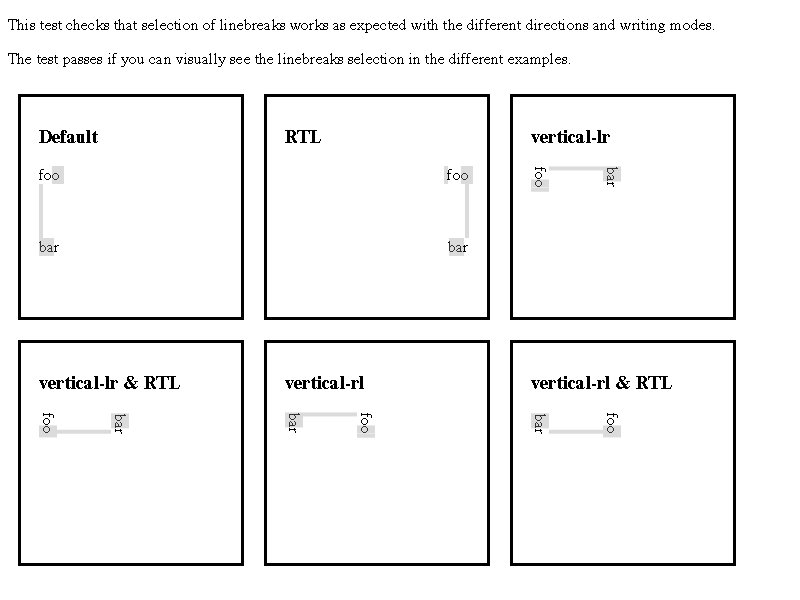 This test checks that selection of linebreaks works as expected with the different directions and writing modes.
The test passes if you can visually see the linebreaks selection in the different examples.
Default
foo
bar
RTL
foo
bar
vertical-lr
foo
bar
vertical-lr & RTL
foo
bar
vertical-rl
foo
bar
vertical-rl & RTL
foo
bar